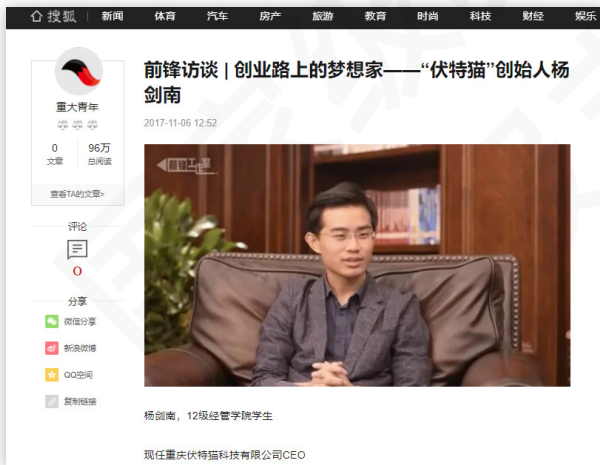 搜狐 新闻 体育 汽车 房产 旅游 教育 时尚 科技 财经 娱乐
重大青年
0 96万
文章 总阅读
查看TA的文章>
评论
0
分享
微信分享
新浪微博
QQ空间
复制链接
前锋访谈 | 创业路上的梦想家——“伏特猫”创始人杨
剑南
2017-11-06 12:52
前锋工作室
杨剑南，12级经管学院学生
现任重庆伏特猫科技有限公司CEO